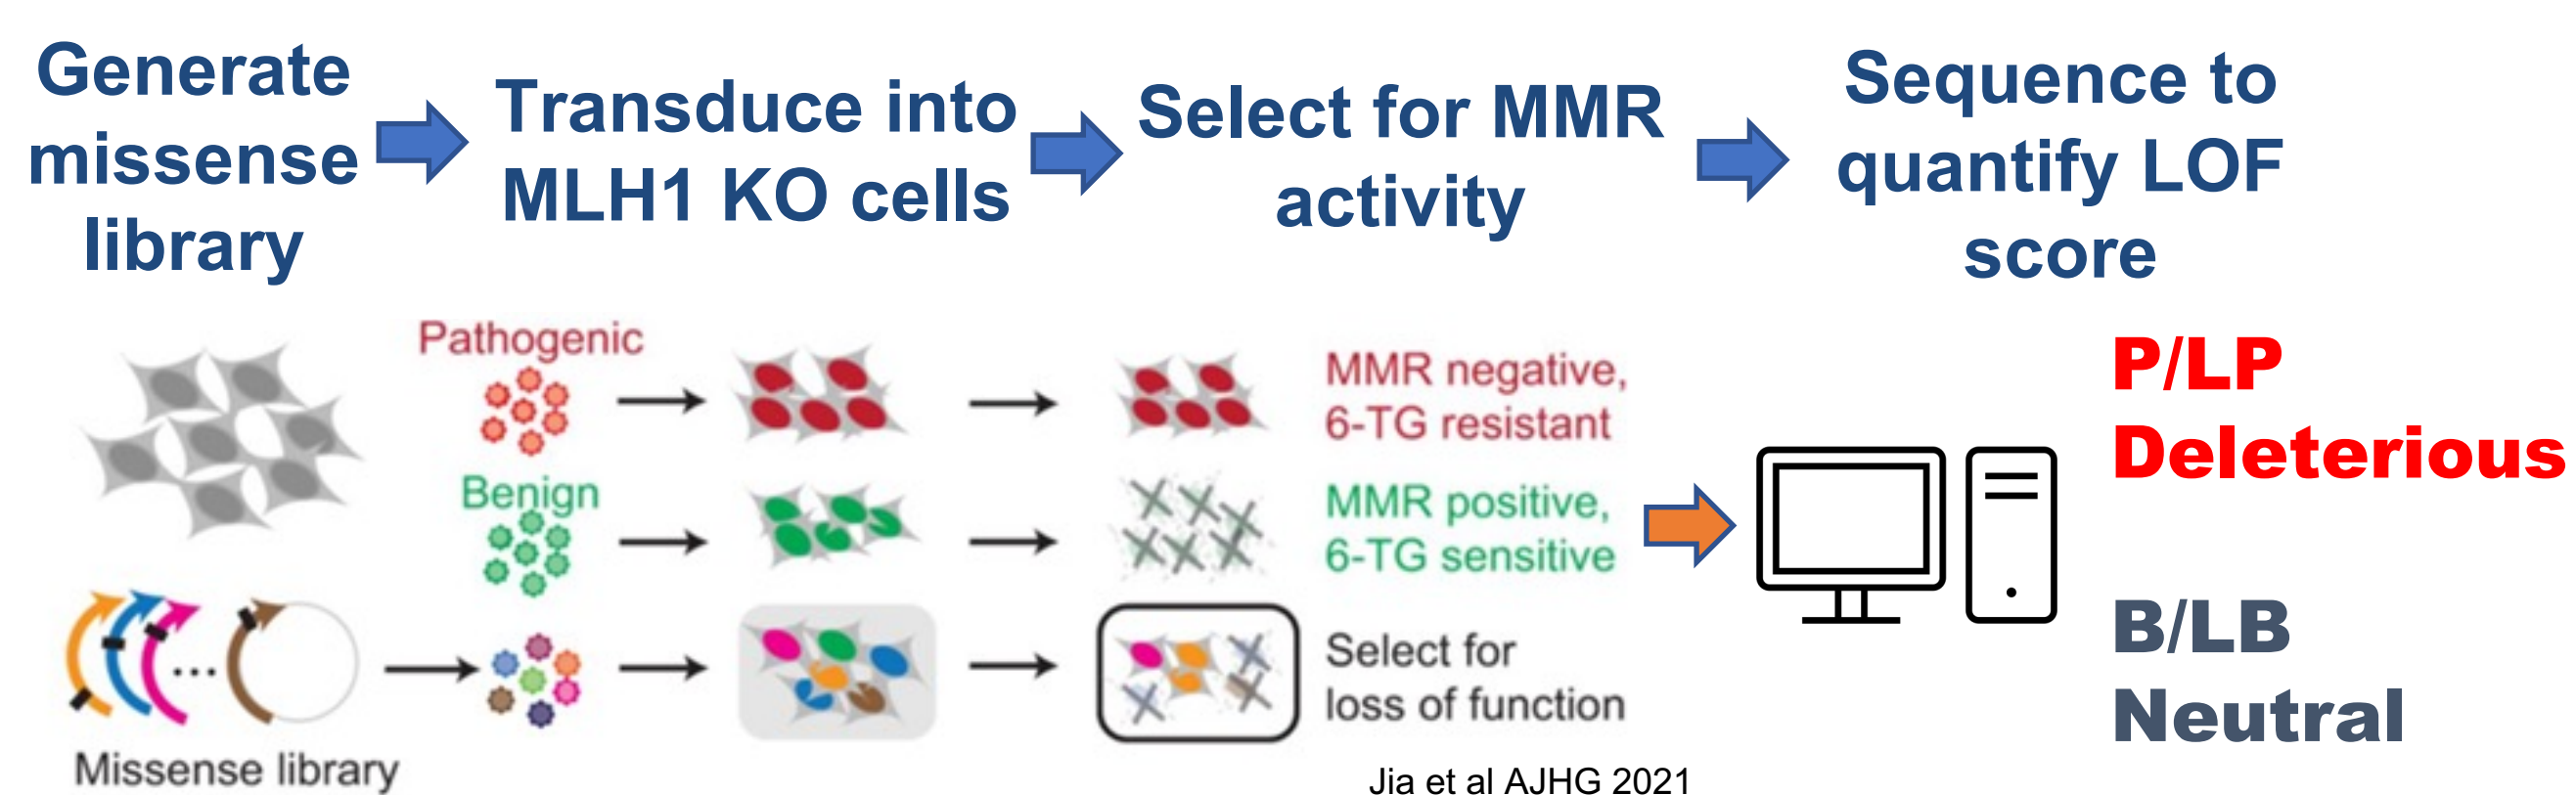 Generate
missense
library
Transduce into
MLH1 KO cells
Select for MMR
activity
Sequence to
quantify LOF
score
Pathogenic
MMR negative,
6-TG resistant
Benign
MMR positive,
6-TG sensitive
Missense library
...
Select for
loss of function
P/LP
Deleterious
B/LB
Neutral
Jia et al AJHG 2021